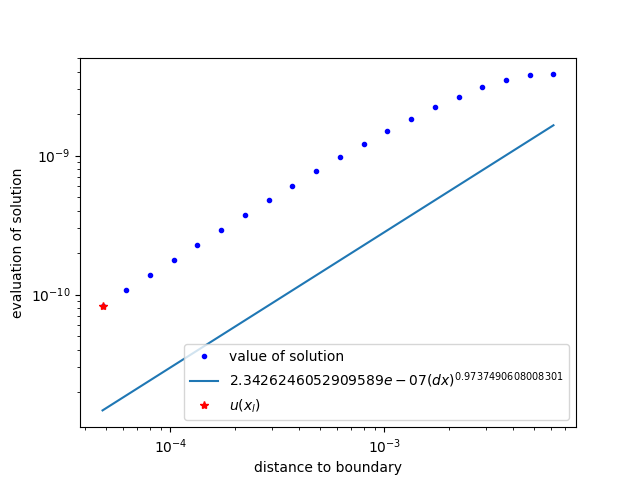 10^{-9}
10^{-10}
evaluation of solution
value of solution
2.3426246052909589e − 07(dx)^{0.9737490608008301}
u(x_l)
10^{-4}
10^{-3}
distance to boundary